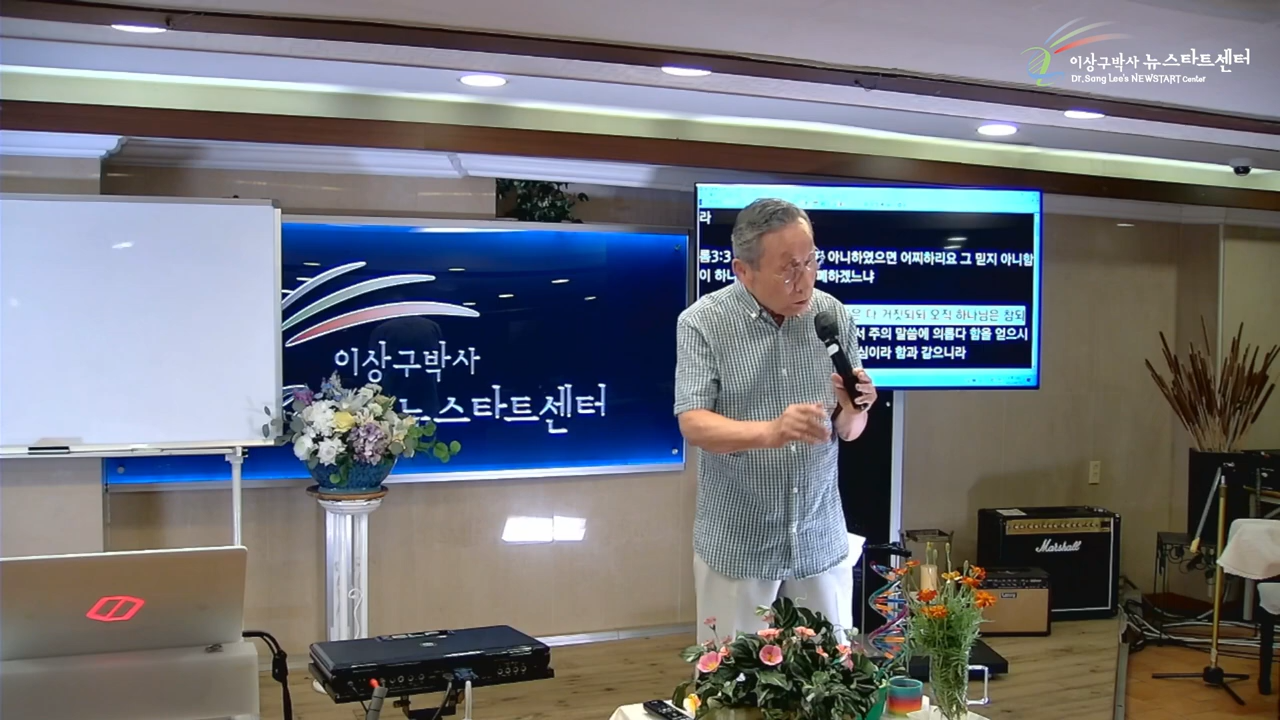 이상구박사 뉴스타트센터
Dr. Sang Lee's NEWSTART Center
라
롬3:3 아니하였으면 어찌하리요 그 믿지 아니함
이 하나 폐하겠느냐
은 다 거짓되되 오직 하나님은 참되
서 주의 말씀에 의롭다 함을 얻으시
심이라 함과 같으니라
이상구박사
뉴스타트센터
Marshall